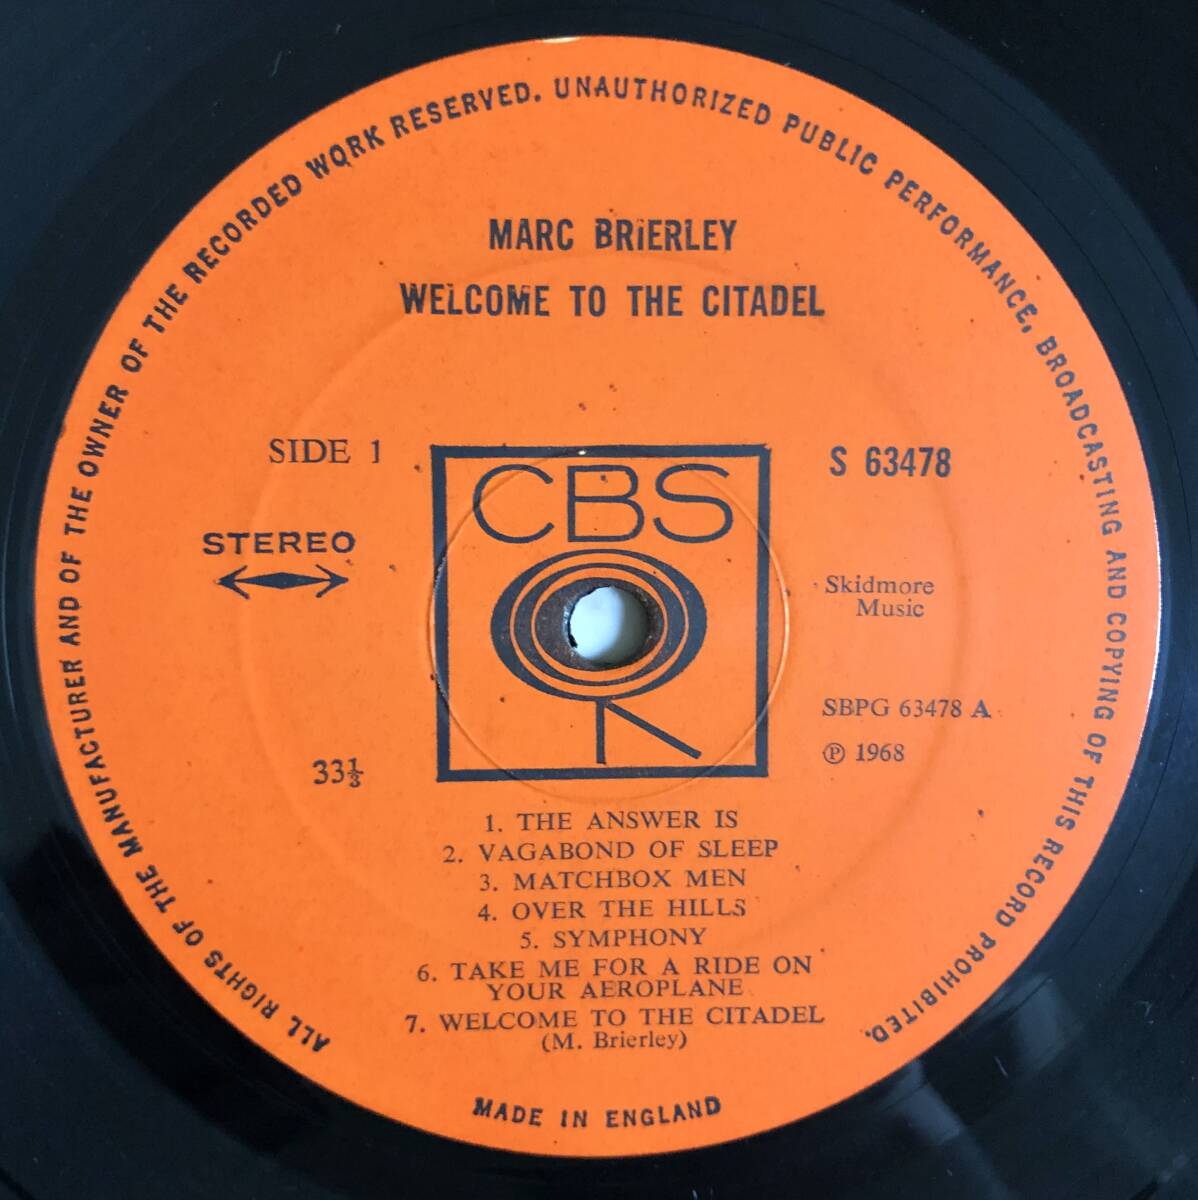 ALL RIGHTS OF THE MANUFACTURER AND OF THE OWNER OF THE RECORDED WORK RESERVED. UNAUTHORIZED PUBLIC PERFORMANCE, BROADCASTING AND COPYING OF THIS RECORD PROHIBITED.
MARC BRIERLEY
WELCOME TO THE CITADEL
SIDE 1
S 63478
CBS
STEREO
Skidmore
Music
SBPG 63478 A
℗ 1968
33⅓
1. THE ANSWER IS
2. VAGABOND OF SLEEP
3. MATCHBOX MEN
4. OVER THE HILLS
5. SYMPHONY
6. TAKE ME FOR A RIDE ON
YOUR AEROPLANE
7. WELCOME TO THE CITADEL
(M. Brierley)
MADE IN ENGLAND